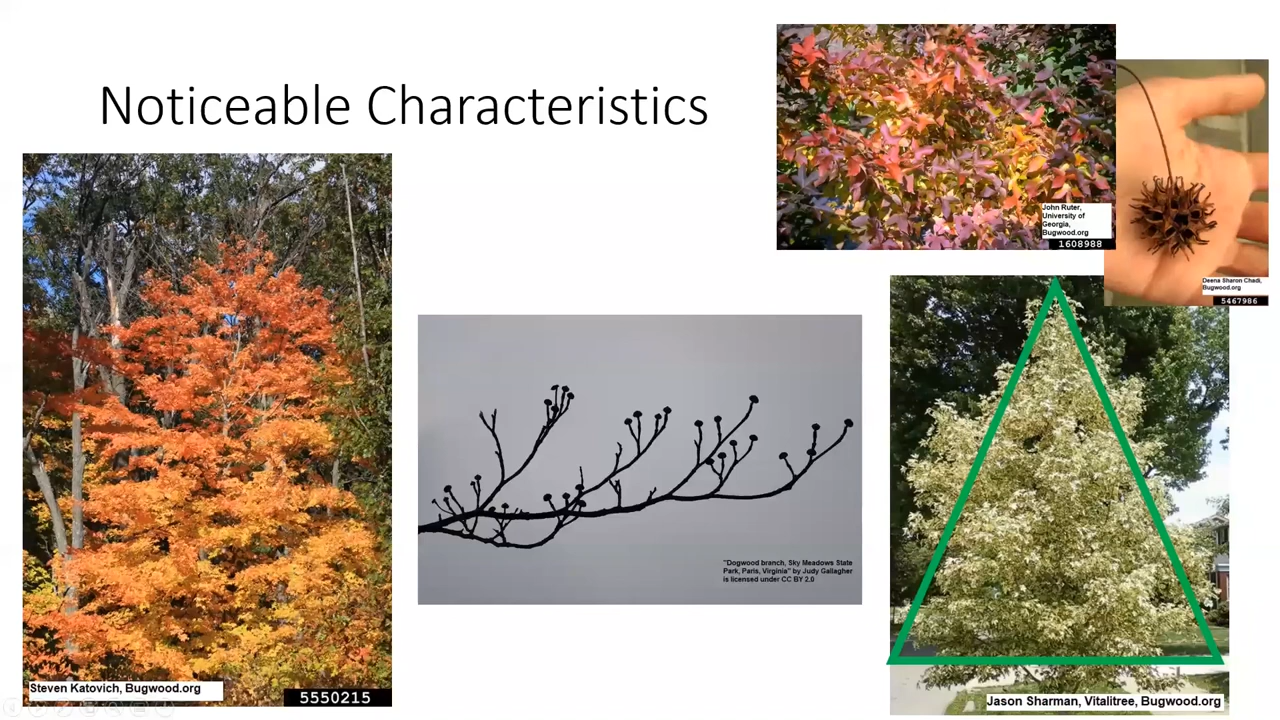 Noticeable Characteristics
John Ruter,
University of
Georgia,
Bugwood.org
1608988
Deena Sharon Chadi,
Bugwood.org
5467986
"Dogwood branch, Sky Meadows State
Park, Paris, Virginia" by Judy Gallagher
is licensed under CC BY 2.0
Steven Katovich, Bugwood.org
5550215
Jason Sharman, Vitalitree, Bugwood.org